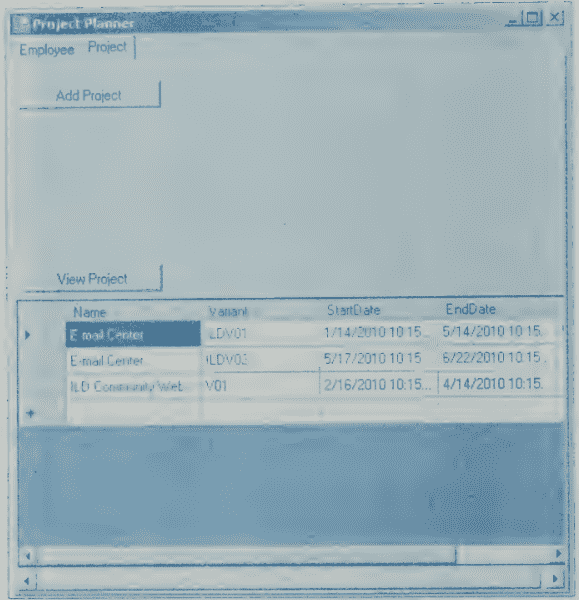 Project Planner
Employee Project
Add Project
View Project
Name Variant StartDate EndDate
E-mail Center ILDV01 1/14/2010 10:15... 5/14/2010 10:15...
E-mail Center ILDV02 5/17/2010 10:15 6/22/2010 10:15...
ILD Community Web V01 2/16/2010 10:15... 4/14/2010 10:15...